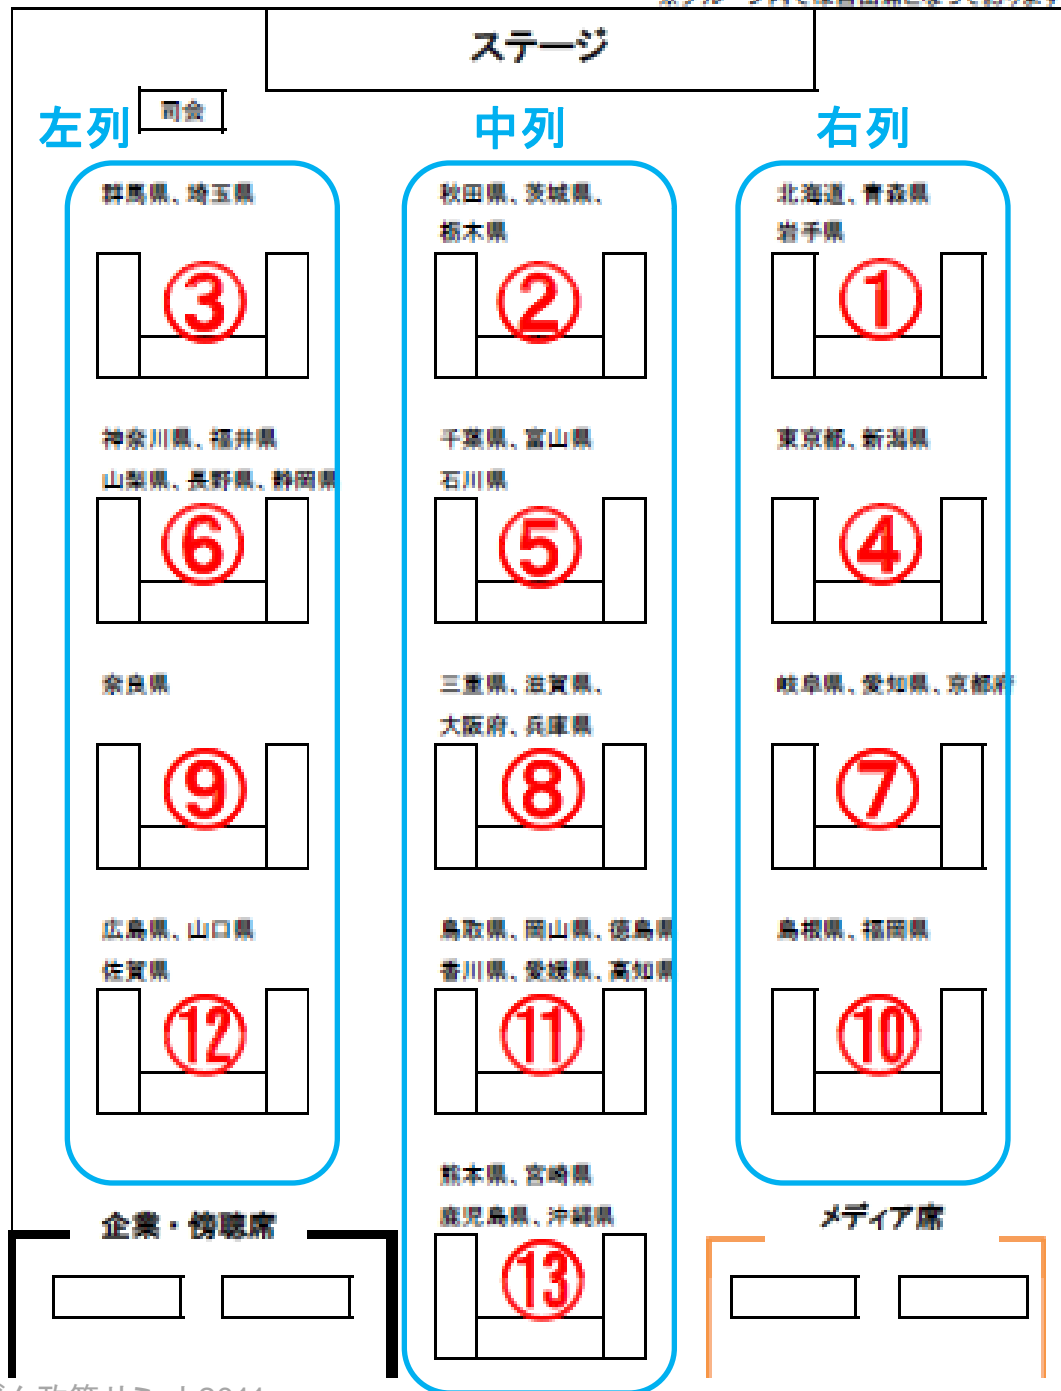 ステージ
司会
左列
中列
右列
群馬県、埼玉県
秋田県、茨城県、
栃木県
北海道、青森県
岩手県
③
②
①
神奈川県、福井県
山梨県、長野県、静岡県
千葉県、富山県
石川県
東京都、新潟県
⑥
⑤
④
奈良県
三重県、滋賀県、
大阪府、兵庫県
岐阜県、愛知県、京都府
⑨
⑧
⑦
広島県、山口県
佐賀県
鳥取県、岡山県、徳島県
香川県、愛媛県、高知県
島根県、福岡県
⑫
⑪
⑩
熊本県、宮崎県
鹿児島県、沖縄県
⑬
企業・傍聴席
メディア席